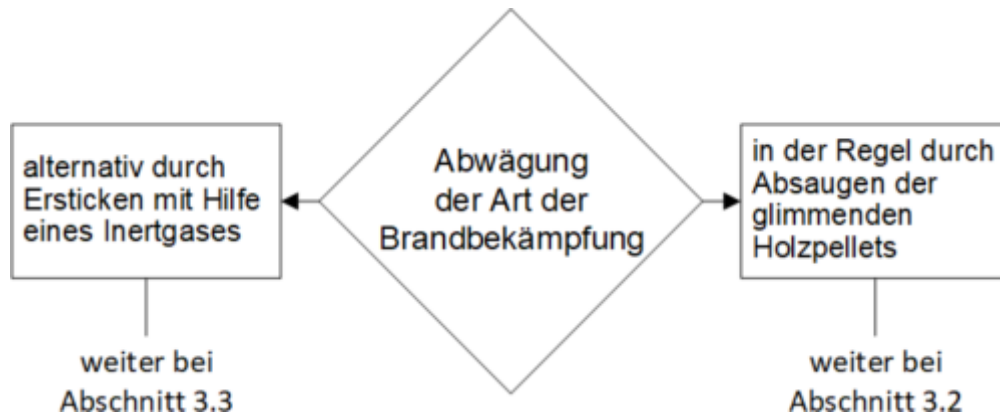 alternativ durch
Ersticken mit Hilfe
eines Inertgases
weiter bei
Abschnitt 3.3
Abwägung
der Art der
Brandbekämpfung
in der Regel durch
Absaugen der
glimmenden
Holzpellets
weiter bei
Abschnitt 3.2